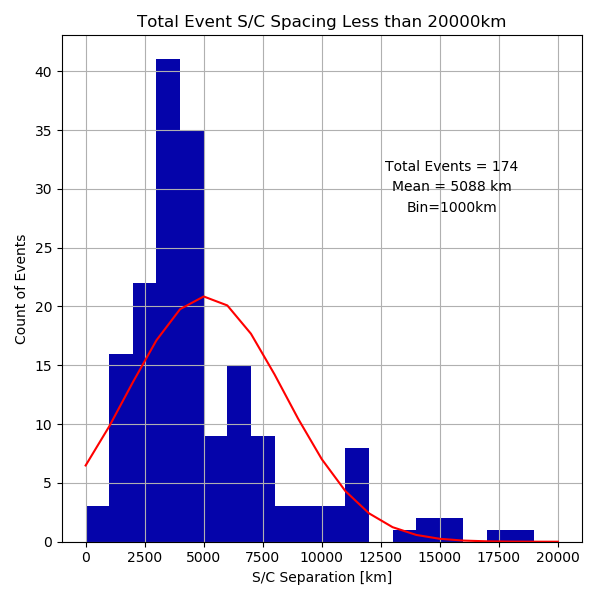 Total Event S/C Spacing Less than 20000km
Total Events = 174
Mean = 5088 km
Bin=1000km
Count of Events
40
35
30
25
20
15
10
5
0
0 2500 5000 7500 10000 12500 15000 17500 20000
S/C Separation [km]